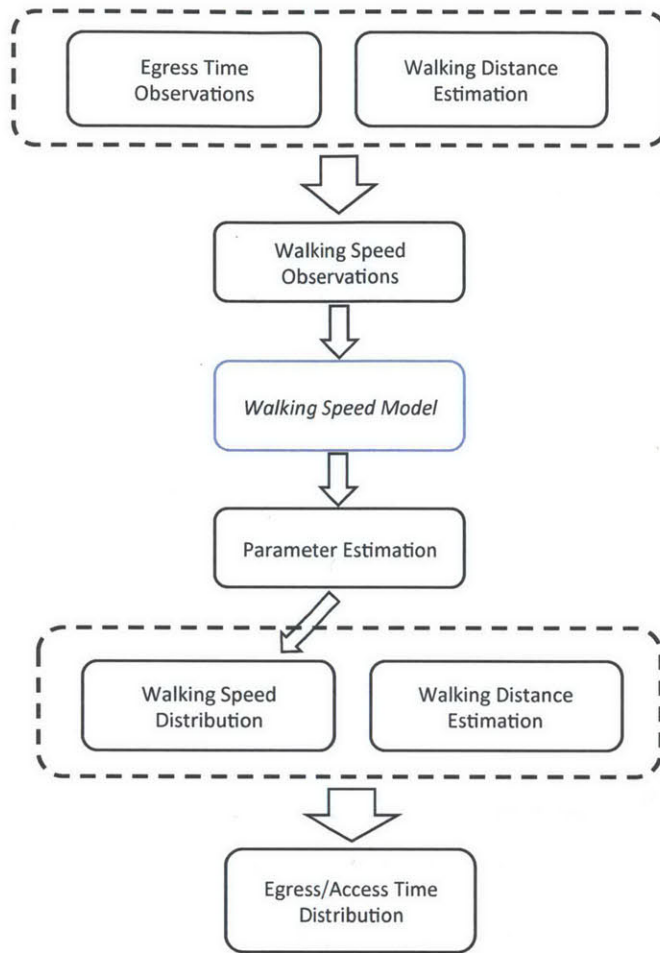 Egress Time
Observations
Walking Distance
Estimation
Walking Speed
Observations
Walking Speed Model
Parameter Estimation
Walking Speed
Distribution
Walking Distance
Estimation
Egress/Access Time
Distribution